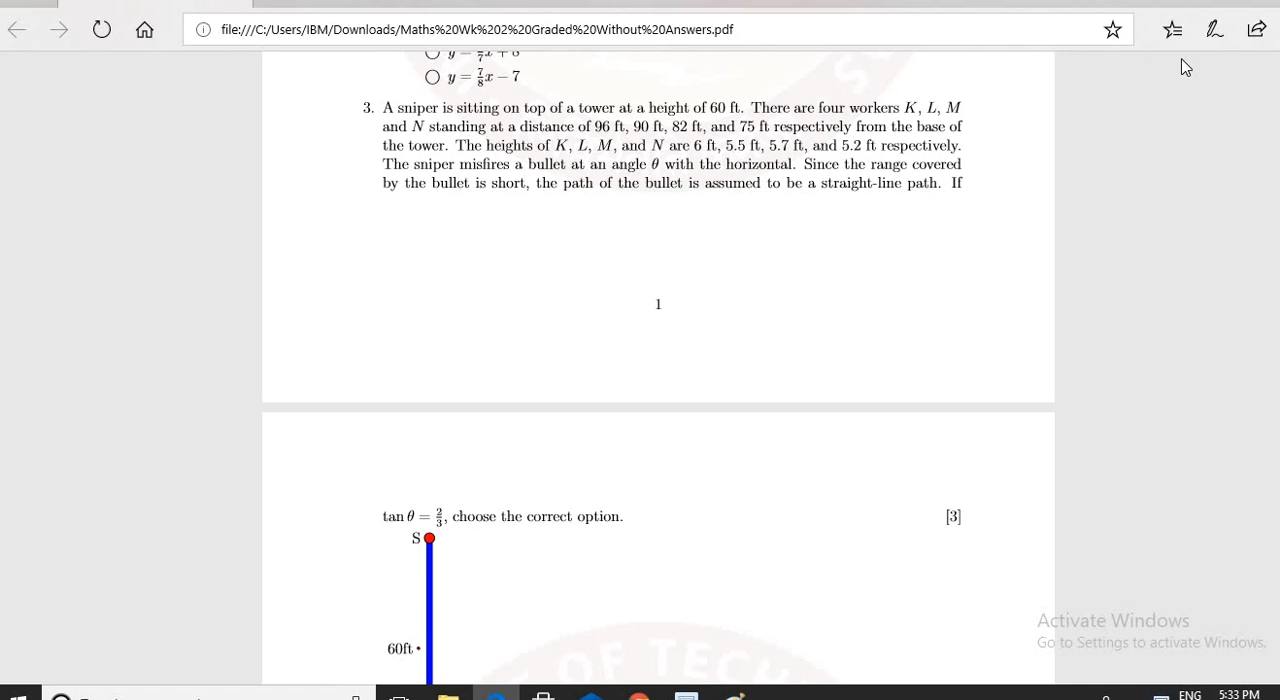 file:///C:/Users/IBM/Downloads/Maths%20Wk%202%20Graded%20Without%20Answers.pdf
y = 7/8x − 7
3. A sniper is sitting on top of a tower at a height of 60 ft. There are four workers K, L, M
and N standing at a distance of 96 ft, 90 ft, 82 ft, and 75 ft respectively from the base of
the tower. The heights of K, L, M, and N are 6 ft, 5.5 ft, 5.7 ft, and 5.2 ft respectively.
The sniper misfires a bullet at an angle θ with the horizontal. Since the range covered
by the bullet is short, the path of the bullet is assumed to be a straight-line path. If
1
tan θ = 2/3, choose the correct option. [3]
S
60ft
OF TECH
Activate Windows
Go to Settings to activate Windows.
ENG 5:33 PM